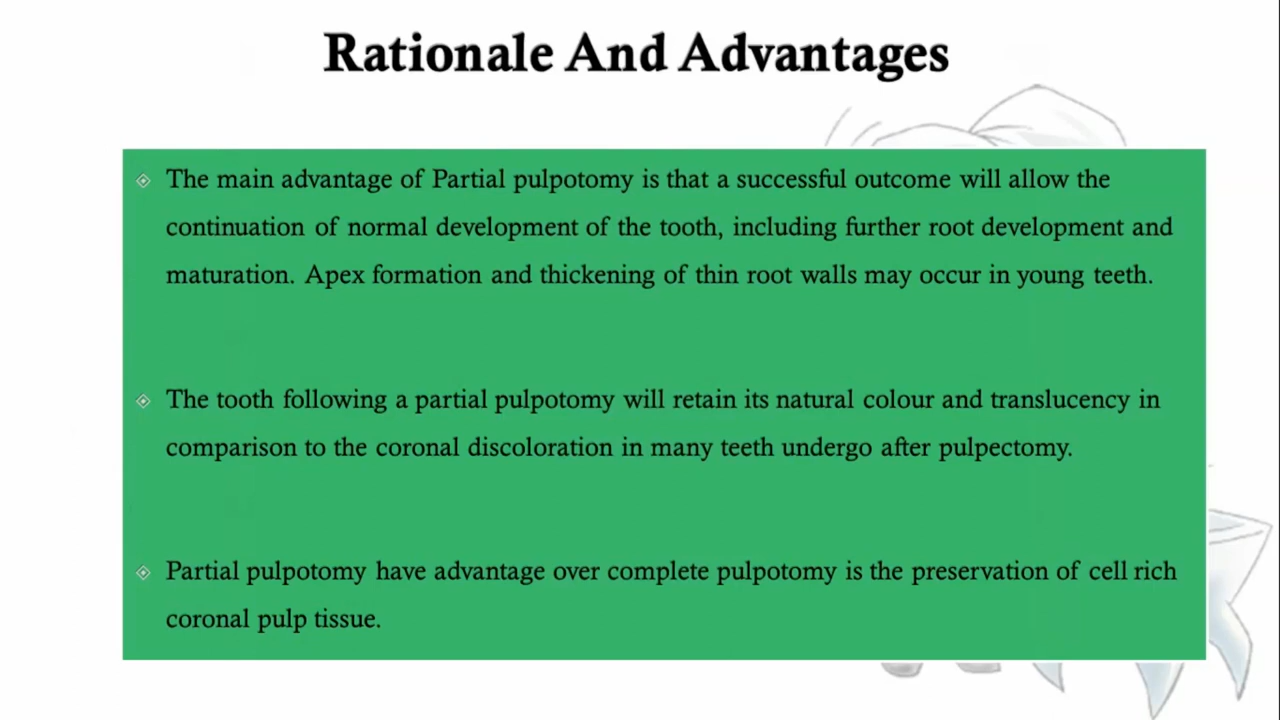 Rationale And Advantages
The main advantage of Partial pulpotomy is that a successful outcome will allow the
continuation of normal development of the tooth, including further root development and
maturation. Apex formation and thickening of thin root walls may occur in young teeth.
The tooth following a partial pulpotomy will retain its natural colour and translucency in
comparison to the coronal discoloration in many teeth undergo after pulpectomy.
Partial pulpotomy have advantage over complete pulpotomy is the preservation of cell rich
coronal pulp tissue.